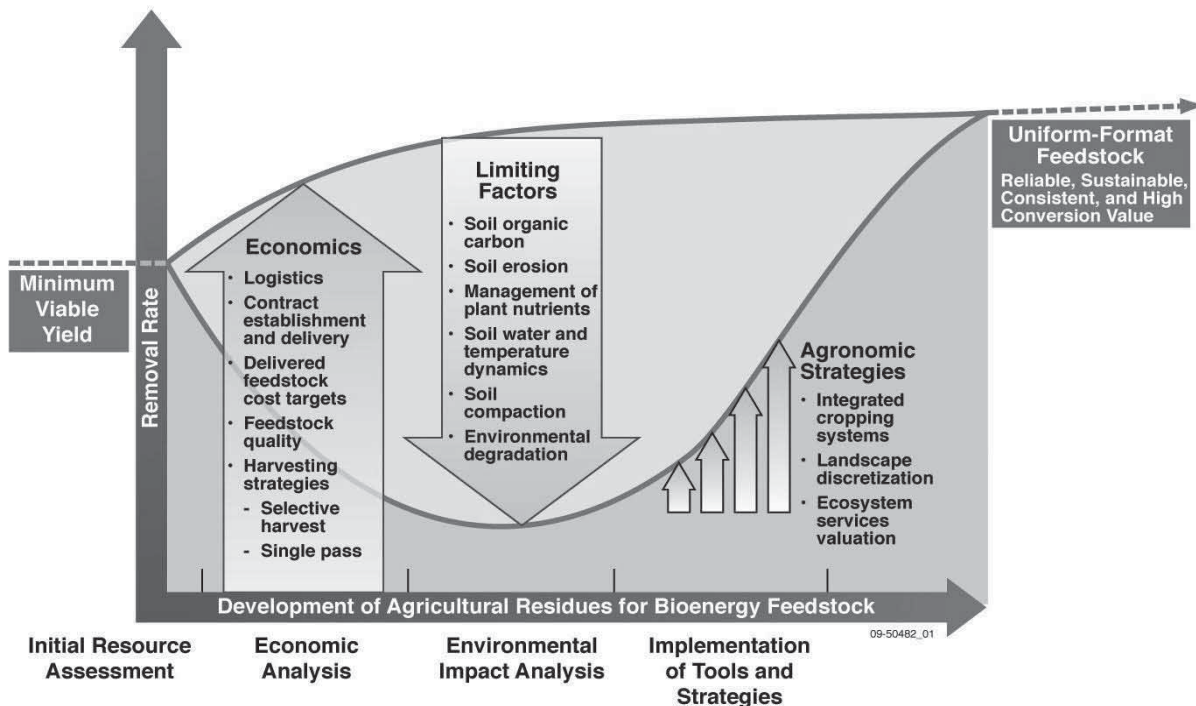 Minimum
Viable
Yield
Removal Rate
Economics
· Logistics
· Contract
establishment
and delivery
· Delivered
feedstock
cost targets
· Feedstock
quality
· Harvesting
strategies
- Selective
harvest
- Single pass
Limiting
Factors
· Soil organic
carbon
· Soil erosion
· Management of
plant nutrients
· Soil water and
temperature
dynamics
· Soil
compaction
· Environmental
degradation
Agronomic
Strategies
· Integrated
cropping
systems
· Landscape
discretization
· Ecosystem
services
valuation
Uniform-Format
Feedstock
Reliable, Sustainable,
Consistent, and High
Conversion Value
Development of Agricultural Residues for Bioenergy Feedstock
09-50482_01
Initial Resource
Assessment
Economic
Analysis
Environmental
Impact Analysis
Implementation
of Tools and
Strategies